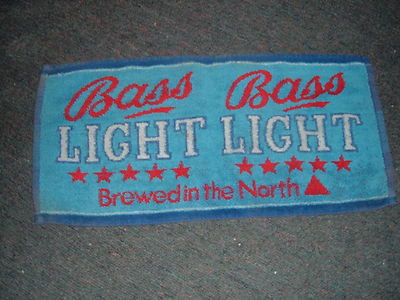 Bass Bass
LIGHT LIGHT
Brewed in the North